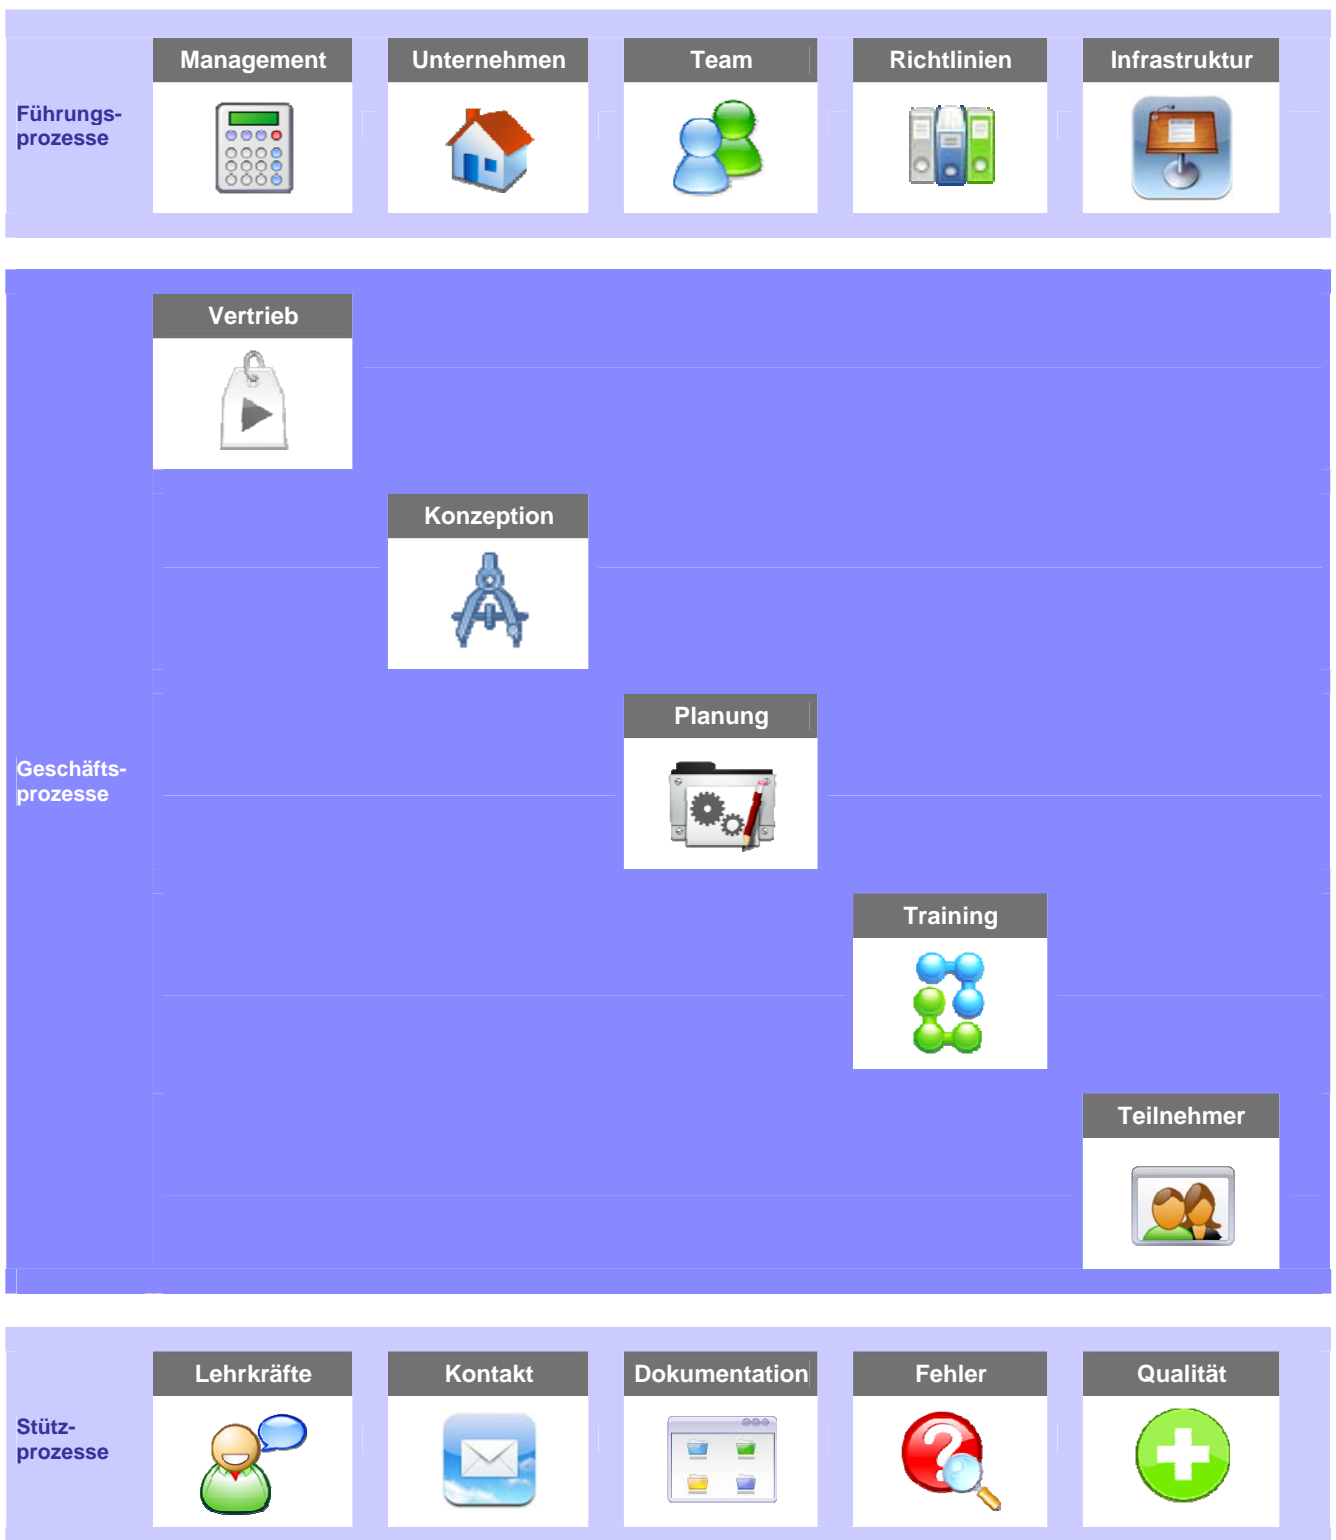 Management
Unternehmen
Team
Richtlinien
Infrastruktur
Führungs-
prozesse
Vertrieb
Konzeption
Planung
Geschäfts-
prozesse
Training
Teilnehmer
Lehrkräfte
Kontakt
Dokumentation
Fehler
Qualität
Stütz-
prozesse